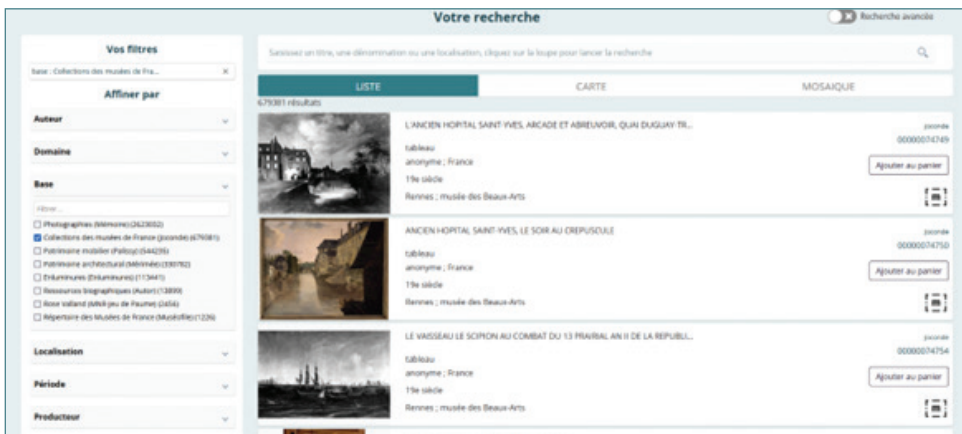 Votre recherche
Recherche avancée
Vos filtres
base : Collections des musées de Fra... ×
Affiner par
Auteur
Domaine
Base
Filtrer...
Photographies (Mémoire) (2623002)
Collections des musées de France (Joconde) (679381)
Patrimoine mobilier (Palissy) (544295)
Patrimoine architectural (Mérimée) (330782)
Enluminures (Enluminures) (113441)
Ressources biographiques (Autor) (13899)
Rose Valland (MNR-Jeu de Paume) (2456)
Répertoire des Musées de France (Muséofile) (1226)
Localisation
Période
Producteur
Saisissez un titre, une dénomination ou une localisation, cliquez sur la loupe pour lancer la recherche
LISTE CARTE MOSAIQUE
679381 résultats
L'ANCIEN HOPITAL SAINT-YVES, ARCADE ET ABREUVOIR, QUAI DUGUAY-TR...
tableau
anonyme ; France
19e siècle
Rennes ; musée des Beaux-Arts
Joconde
00000074749
Ajouter au panier
ANCIEN HOPITAL SAINT-YVES, LE SOIR AU CREPUSCULE
tableau
anonyme ; France
19e siècle
Rennes ; musée des Beaux-Arts
Joconde
00000074750
Ajouter au panier
LE VAISSEAU LE SCIPION AU COMBAT DU 13 PRAIRIAL AN II DE LA REPUBLI...
tableau
anonyme ; France
19e siècle
Rennes ; musée des Beaux-Arts
Joconde
00000074754
Ajouter au panier